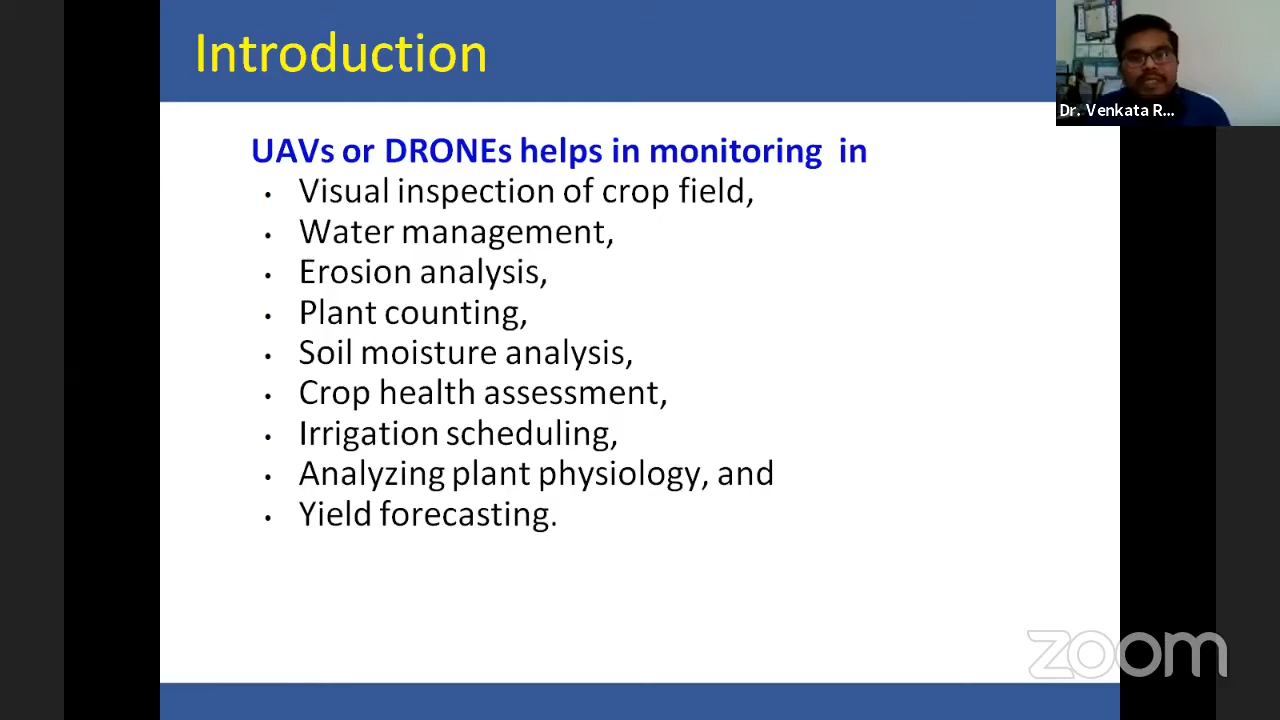 Introduction
Dr. Venkata R...
UAVs or DRONEs helps in monitoring in
• Visual inspection of crop field,
• Water management,
• Erosion analysis,
• Plant counting,
• Soil moisture analysis,
• Crop health assessment,
• Irrigation scheduling,
• Analyzing plant physiology, and
• Yield forecasting.
zoom